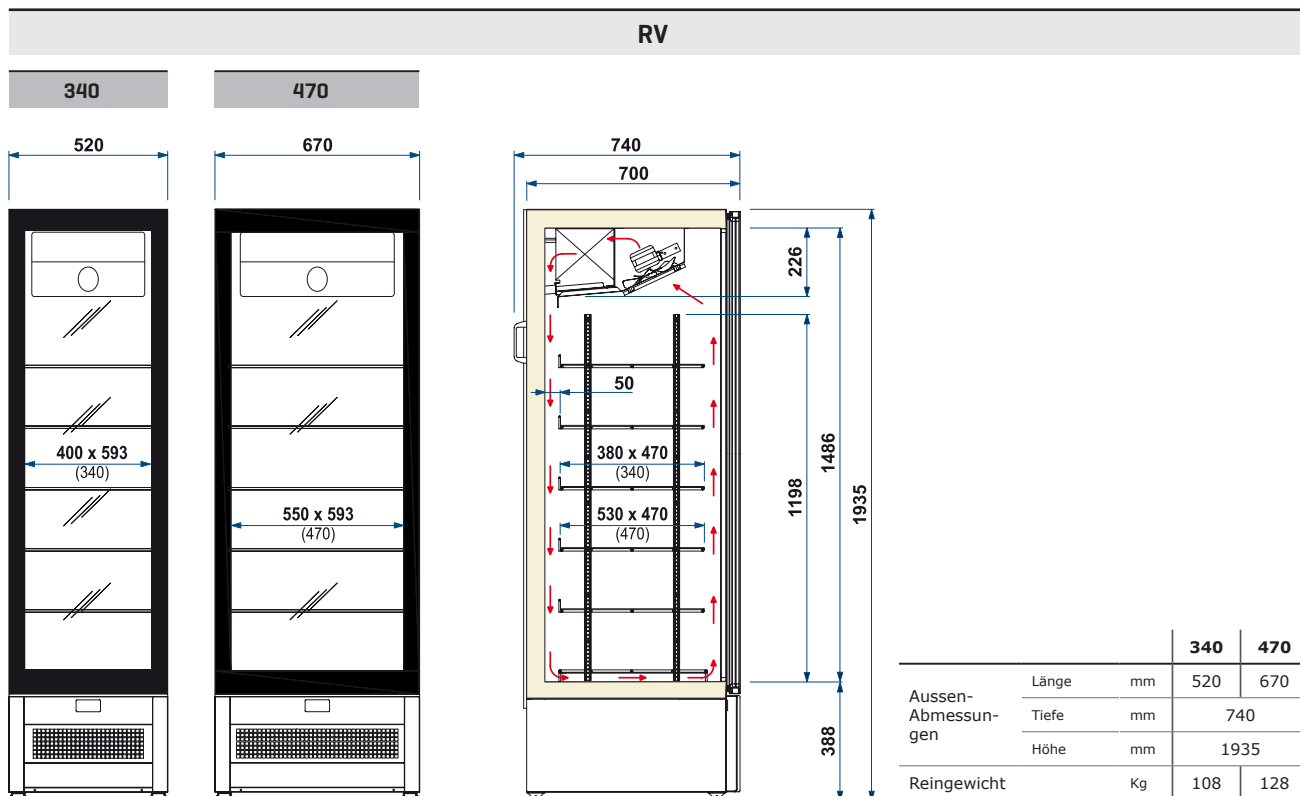 RV
340
470
520
670
740
700
226
50
400 x 593
(340)
380 x 470
(340)
550 x 593
(470)
530 x 470
(470)
1198
1486
1935
388
340 470
Aussen-
Abmessun-
gen
Länge mm 520 670
Tiefe mm 740
Höhe mm 1935
Reingewicht Kg 108 128